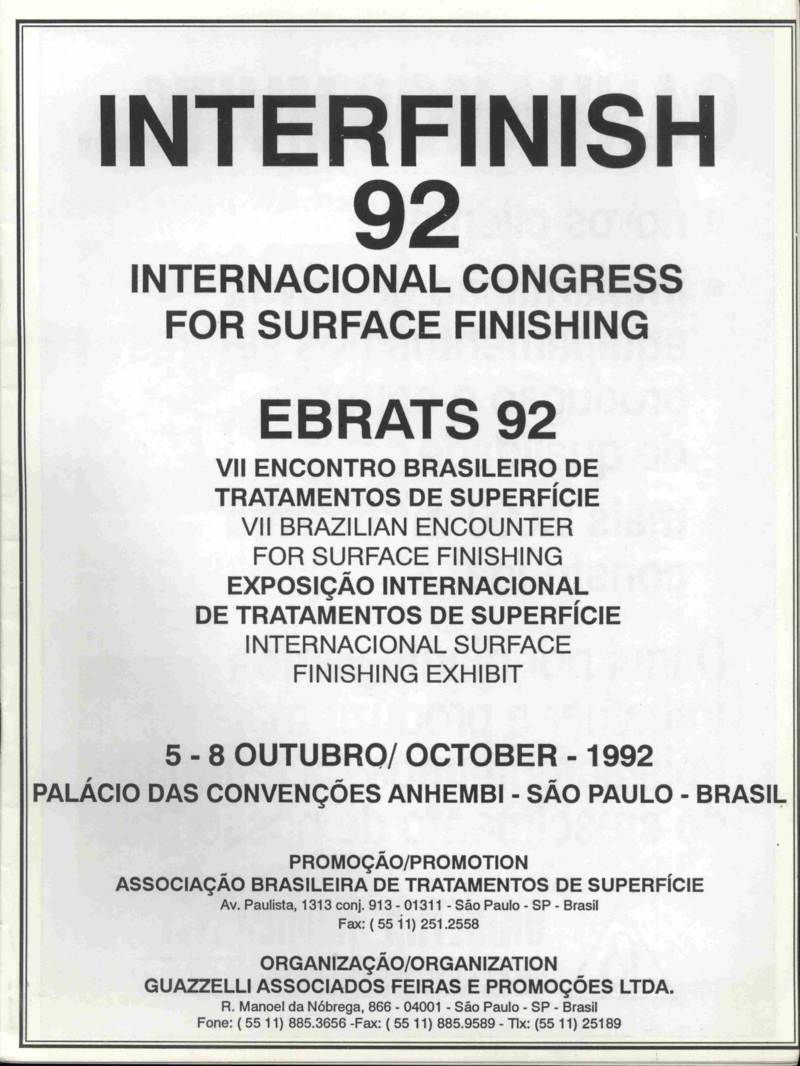 INTERFINISH
92
INTERNACIONAL CONGRESS
FOR SURFACE FINISHING
EBRATS 92
VII ENCONTRO BRASILEIRO DE
TRATAMENTOS DE SUPERFÍCIE
VII BRAZILIAN ENCOUNTER
FOR SURFACE FINISHING
EXPOSIÇÃO INTERNACIONAL
DE TRATAMENTOS DE SUPERFÍCIE
INTERNACIONAL SURFACE
FINISHING EXHIBIT
5 - 8 OUTUBRO/ OCTOBER - 1992
PALÁCIO DAS CONVENÇÕES ANHEMBI - SÃO PAULO - BRASIL
PROMOÇÃO/PROMOTION
ASSOCIAÇÃO BRASILEIRA DE TRATAMENTOS DE SUPERFÍCIE
Av. Paulista, 1313 conj. 913 - 01311 - São Paulo - SP - Brasil
Fax: ( 55 11) 251.2558
ORGANIZAÇÃO/ORGANIZATION
GUAZZELLI ASSOCIADOS FEIRAS E PROMOÇÕES LTDA.
R. Manoel da Nóbrega, 866 - 04001 - São Paulo - SP - Brasil
Fone: ( 55 11) 885.3656 -Fax: ( 55 11) 885.9589 - Tlx: (55 11) 25189